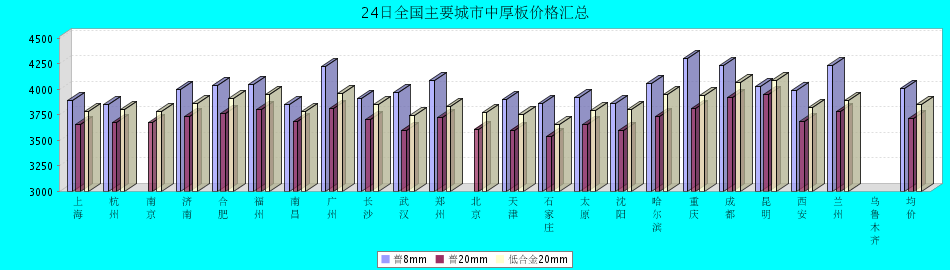 24日全国主要城市中厚板价格汇总
4500
4250
4000
3750
3500
3250
3000
上海
杭州
南京
济南
合肥
福州
南昌
广州
长沙
武汉
郑州
北京
天津
石家庄
太原
沈阳
哈尔滨
重庆
成都
昆明
西安
兰州
乌鲁木齐
均价
普8mm 普20mm 低合金20mm